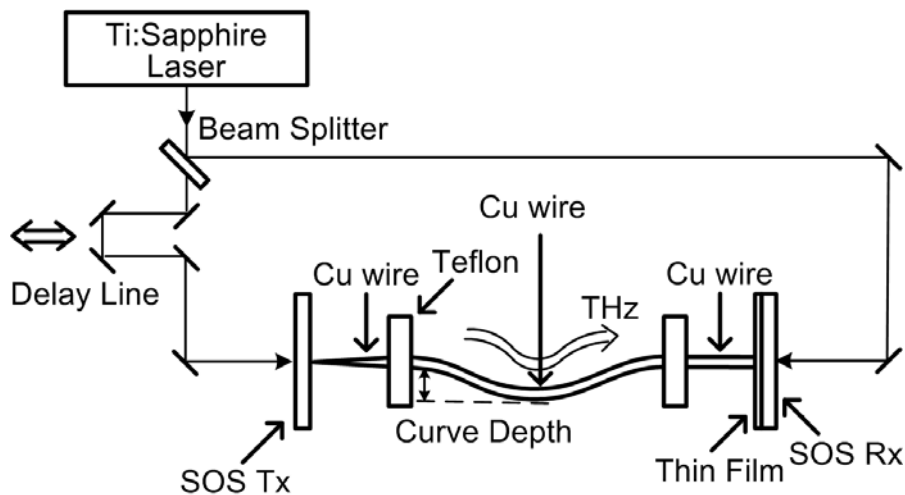 Ti:Sapphire
Laser
Beam Splitter
Cu wire
Teflon
Cu wire
Cu wire
THz
Delay Line
Curve Depth
SOS Tx
Thin Film
SOS Rx